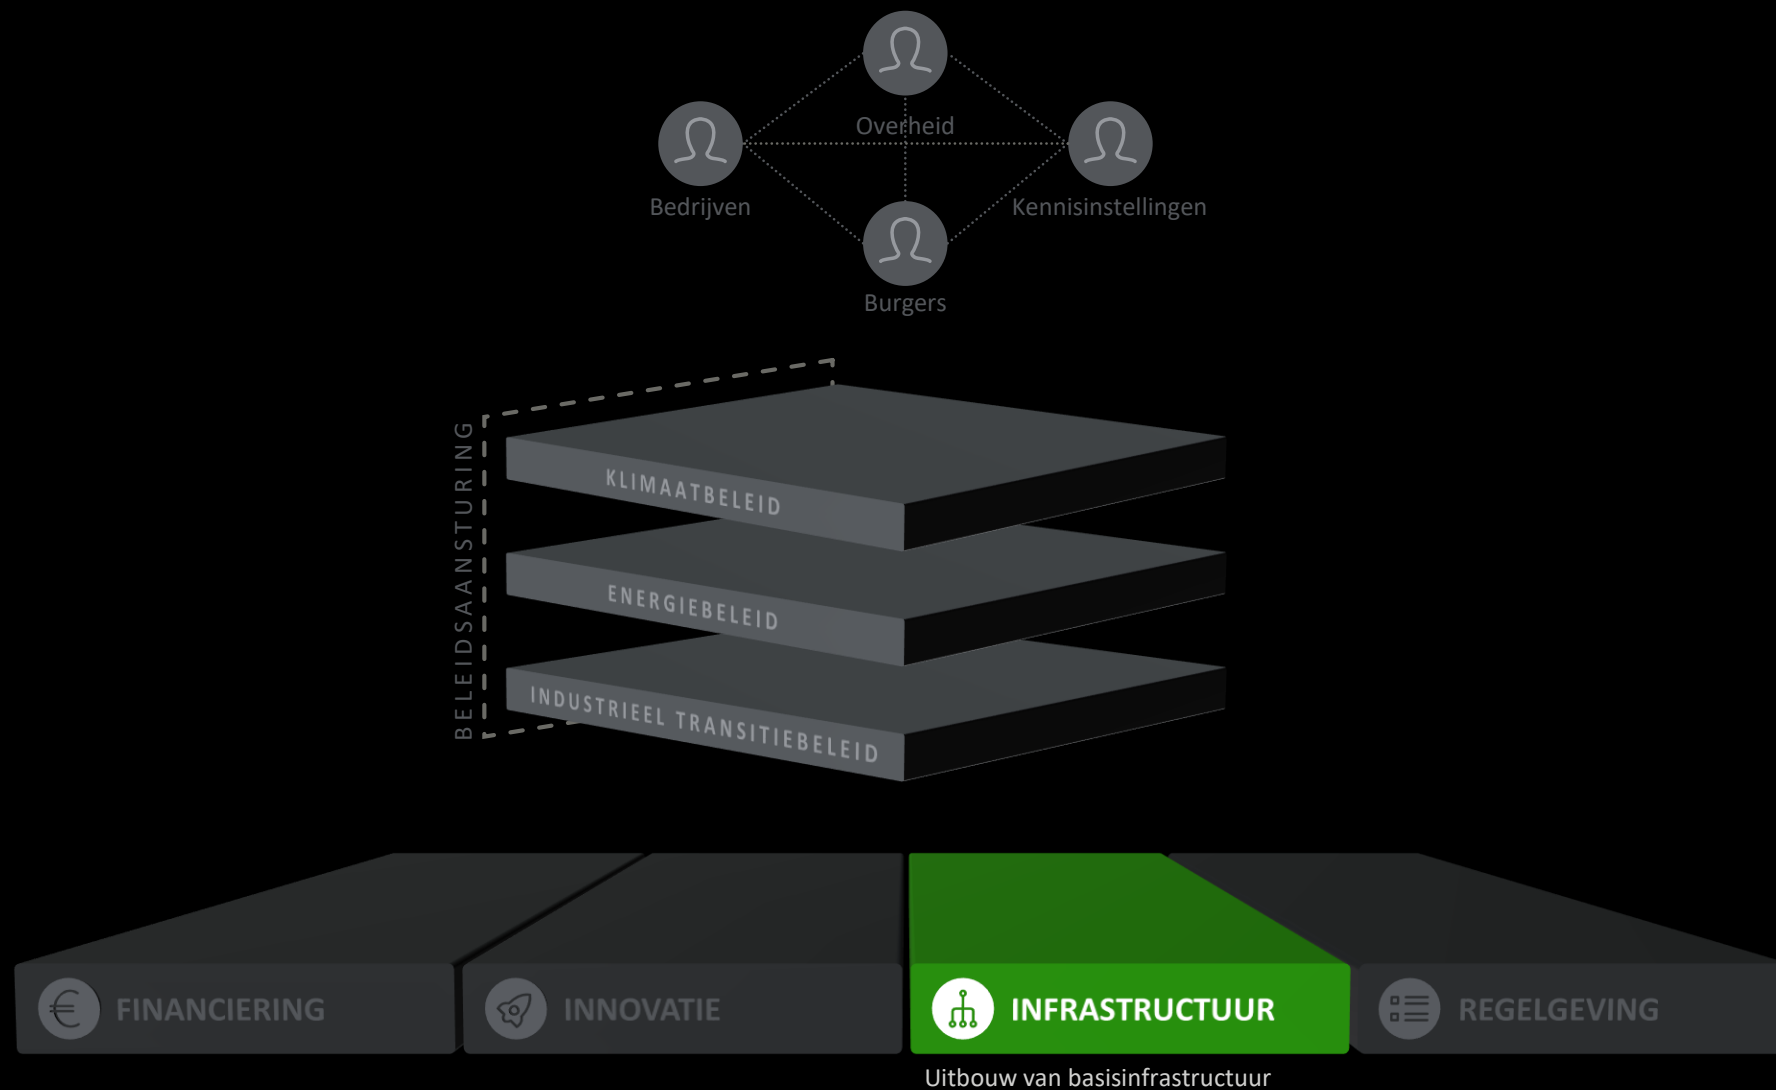 Overheid
Bedrijven
Kennisinstellingen
Burgers
BELEIDSAANSTURING
KLIMAATBELEID
ENERGIEBELEID
INDUSTRIEEL TRANSITIEBELEID
FINANCIERING
INNOVATIE
INFRASTRUCTUUR
REGELGEVING
Uitbouw van basisinfrastructuur